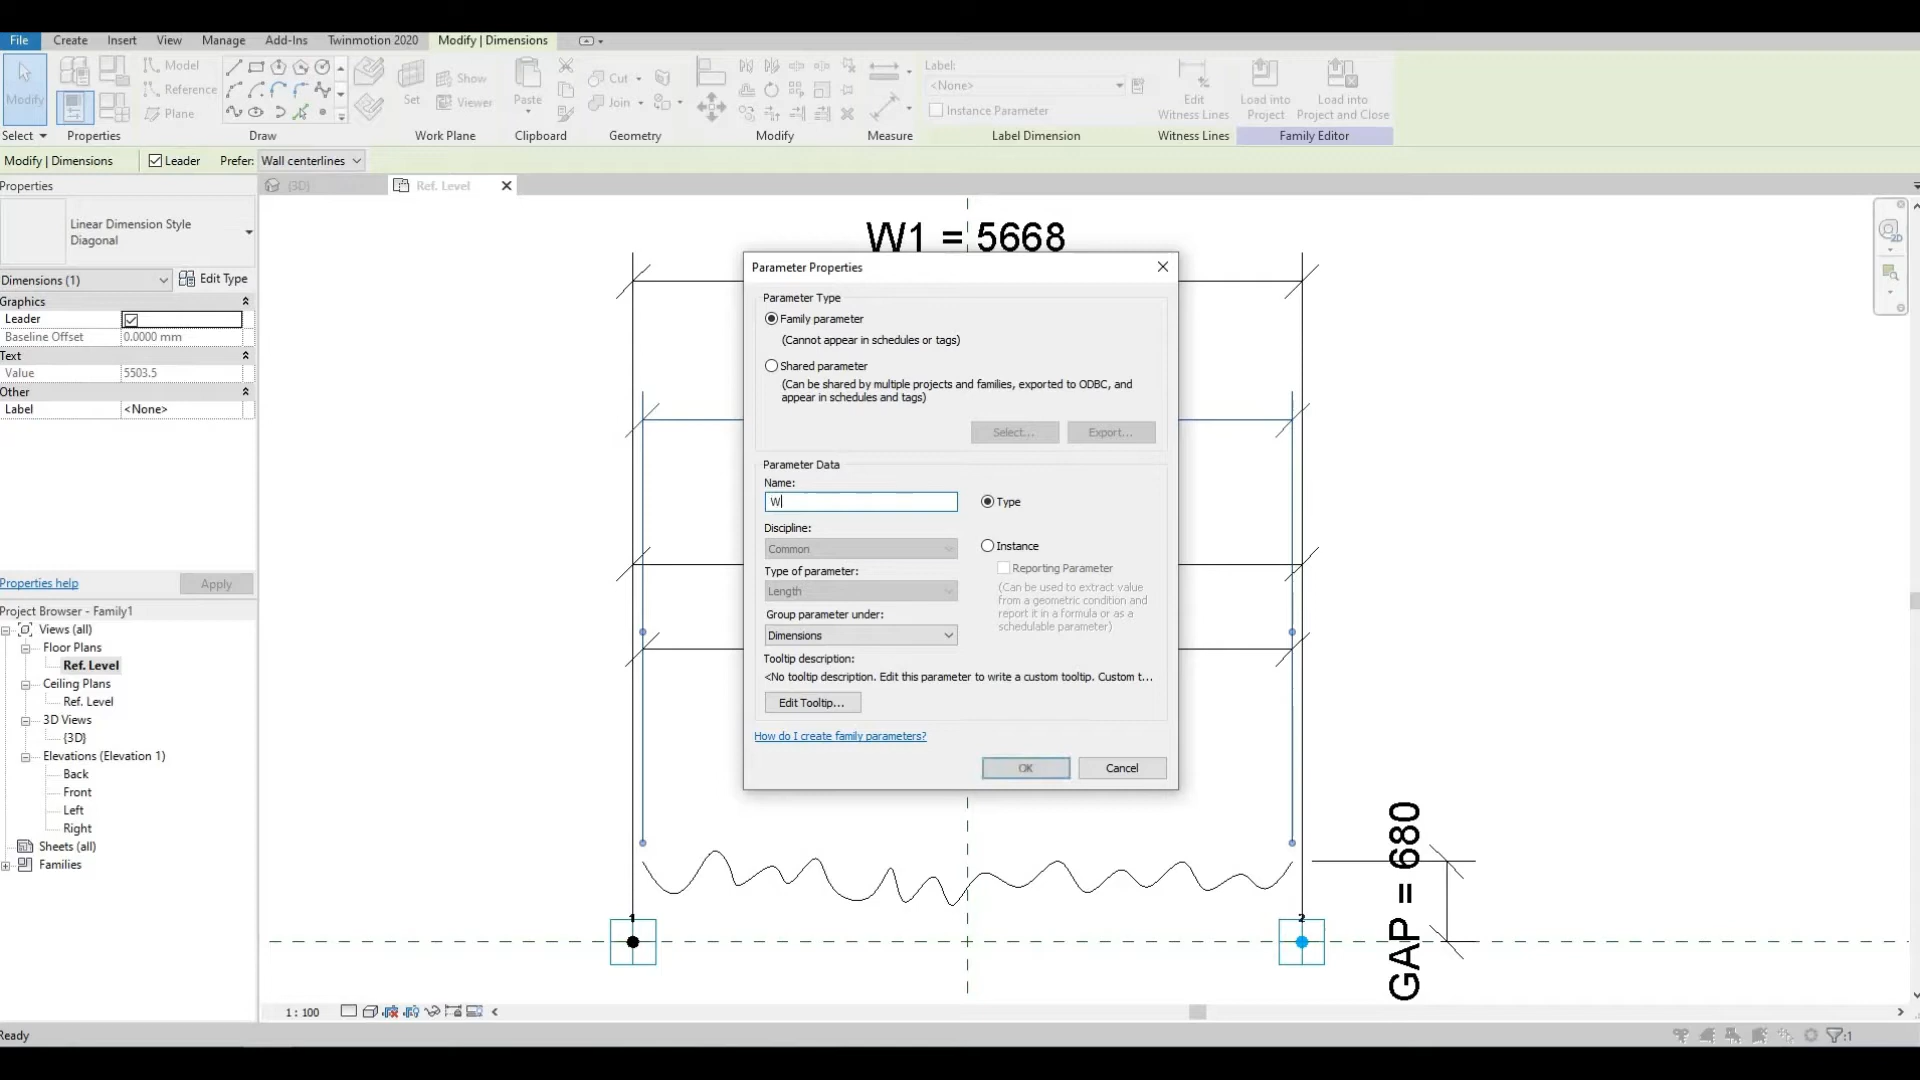 File Create Insert View Manage Add-Ins Twinmotion 2020 Modify | Dimensions
Modify
Select
Properties
Model
Reference
Plane
Draw
Set
Show
Viewer
Work Plane
Paste
Clipboard
Cut
Join
Geometry
Modify
Measure
Label:
<None>
Instance Parameter
Label Dimension
Edit
Witness Lines
Witness Lines
Load into
Project
Load into
Project and Close
Family Editor
Modify | Dimensions Leader Prefer: Wall centerlines
Properties
{3D}
Ref. Level
Linear Dimension Style
Diagonal
Dimensions (1) Edit Type
Graphics
Leader
Baseline Offset 0.0000 mm
Text
Value 5503.5
Other
Label <None>
Properties help Apply
Project Browser - Family1
Views (all)
Floor Plans
Ref. Level
Ceiling Plans
Ref. Level
3D Views
{3D}
Elevations (Elevation 1)
Back
Front
Left
Right
Sheets (all)
Families
W1 = 5668
Parameter Properties
Parameter Type
Family parameter
(Cannot appear in schedules or tags)
Shared parameter
(Can be shared by multiple projects and families, exported to ODBC, and
appear in schedules and tags)
Select... Export...
Parameter Data
Name:
W
Type
Discipline:
Common
Instance
Type of parameter:
Reporting Parameter
Length
(Can be used to extract value
from a geometric condition and
report it in a formula or as a
schedulable parameter)
Group parameter under:
Dimensions
Tooltip description:
<No tooltip description. Edit this parameter to write a custom tooltip. Custom t...
Edit Tooltip...
How do I create family parameters?
OK Cancel
GAP = 680
1
2
2D
1 : 100
Ready
:1